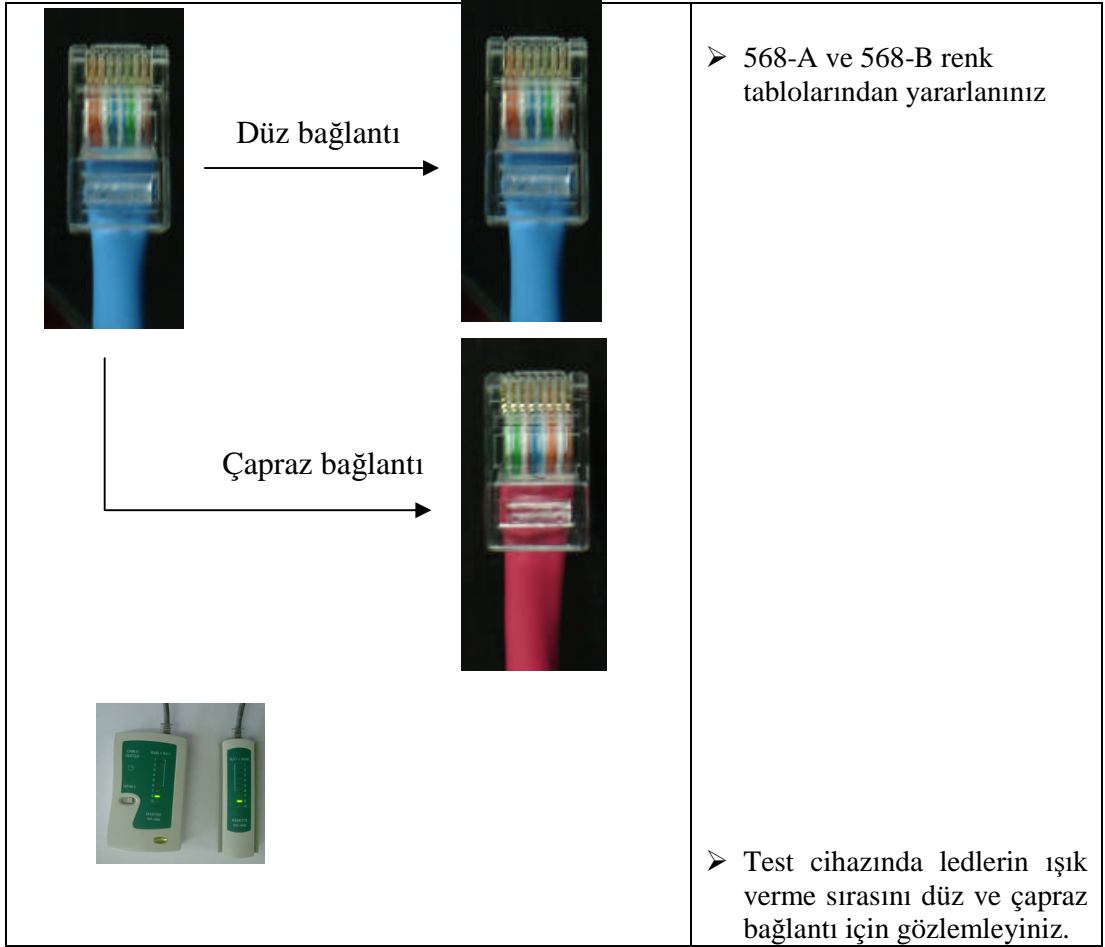 ➢ 568-A ve 568-B renk
tablolarından yararlanınız
Düz bağlantı
Çapraz bağlantı
➢ Test cihazında ledlerin ışık
verme sırasını düz ve çapraz
bağlantı için gözlemleyiniz.